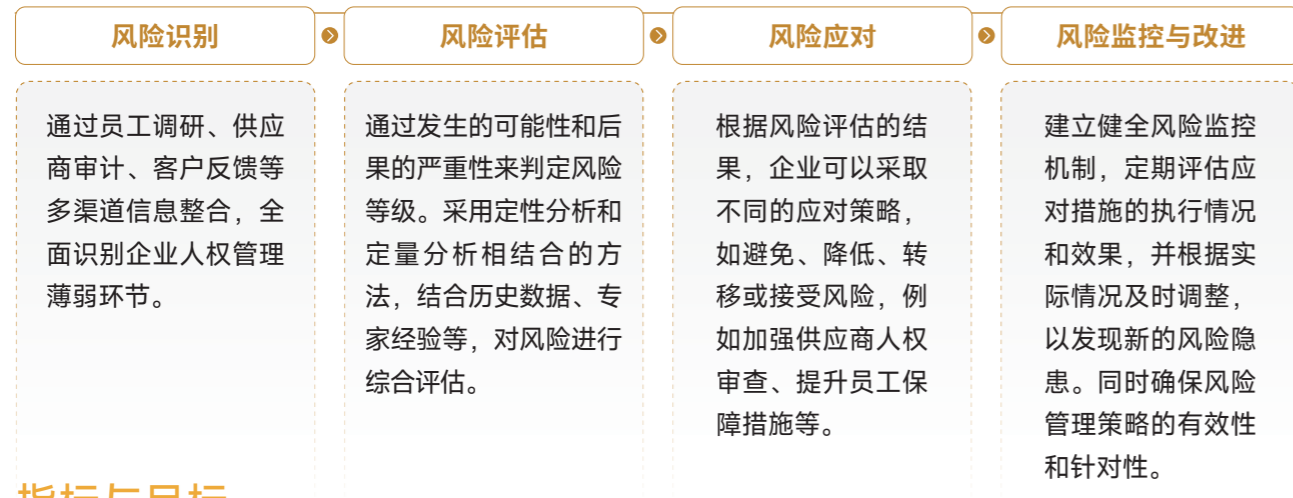 风险识别
通过员工调研、供应
商审计、客户反馈等
多渠道信息整合，全
面识别企业人权管理
薄弱环节。
风险评估
通过发生的可能性和后
果的严重性来判定风险
等级。采用定性分析和
定量分析相结合的方
法，结合历史数据、专
家经验等，对风险进行
综合评估。
风险应对
根据风险评估的结
果，企业可以采取
不同的应对策略，
如避免、降低、转
移或接受风险，例
如加强供应商人权
审查、提升员工保
障措施等。
风险监控与改进
建立健全风险监控
机制，定期评估应
对措施的执行情况
和效果，并根据实
际情况及时调整，
以发现新的风险隐
患。同时确保风险
管理策略的有效性
和针对性。
指标与目标